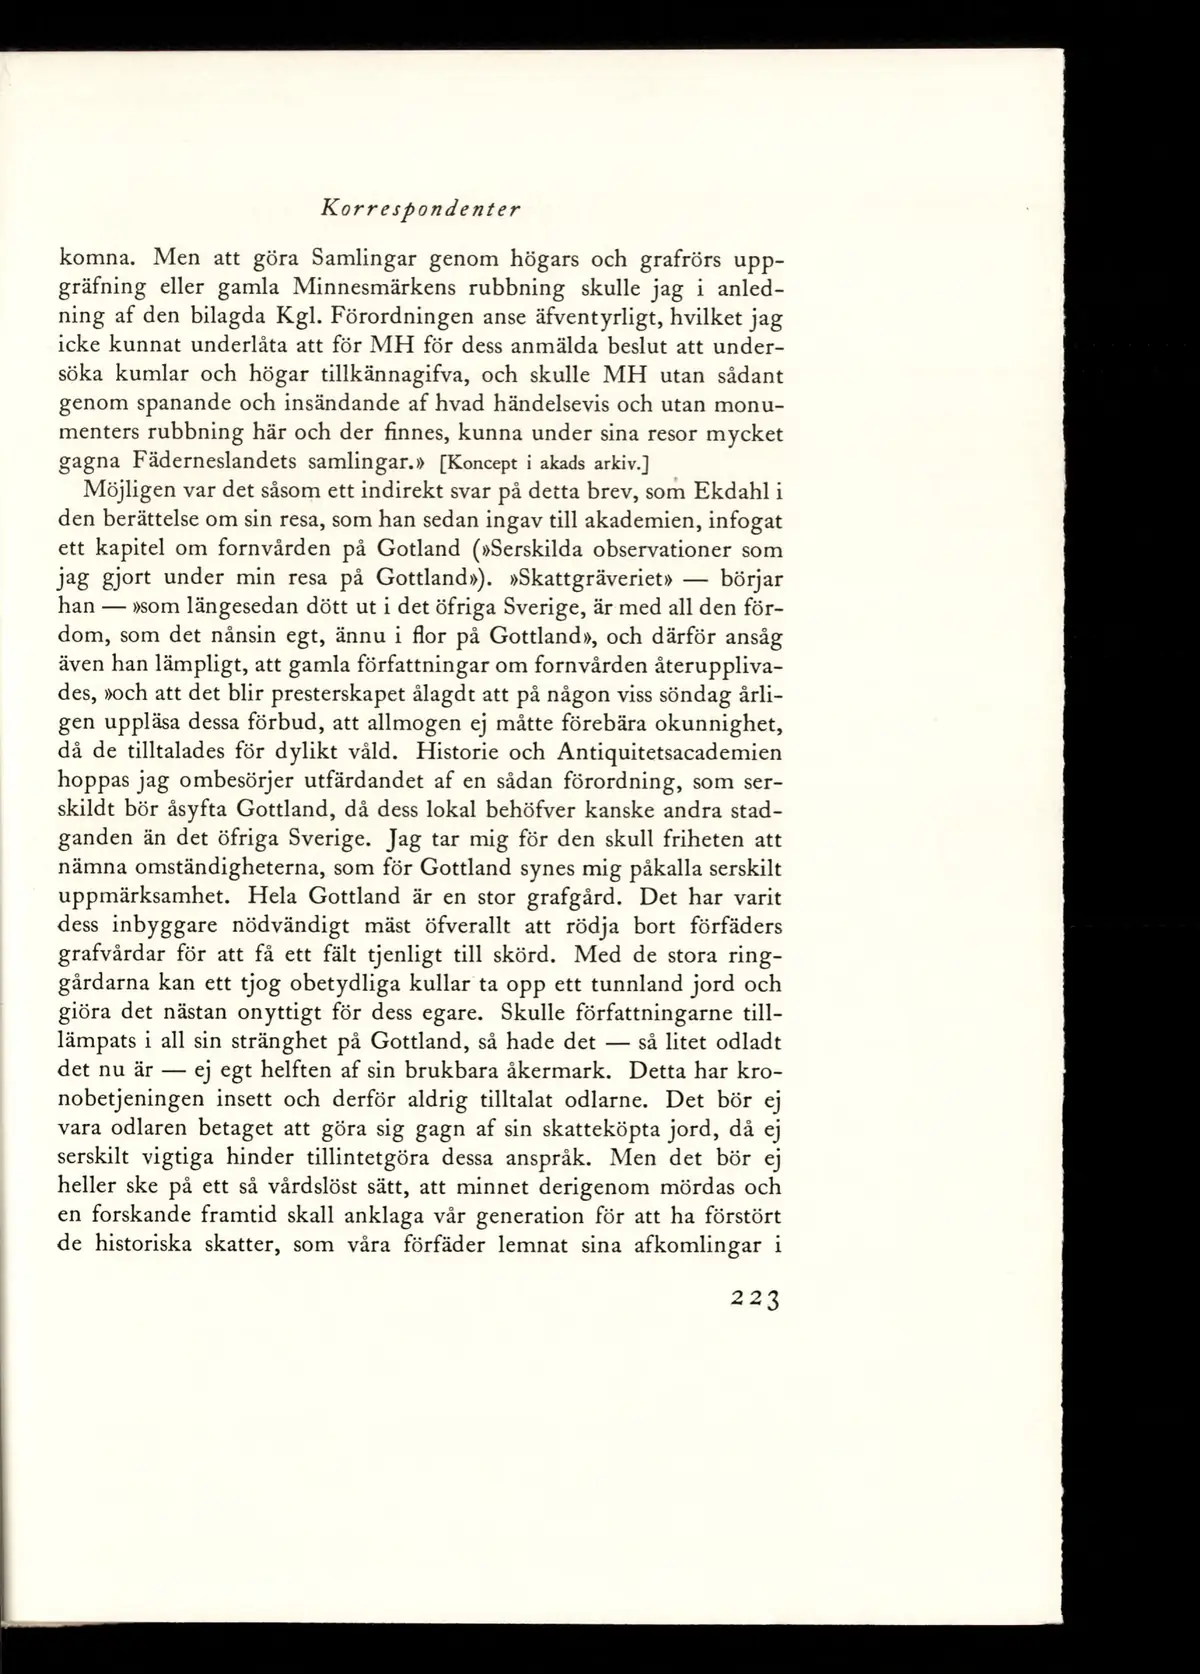 Korrespondenter
komna. Men att göra Samlingar genom högars och grafrörs upp-
gräfning eller gamla Minnesmärkens rubbning skulle jag i anled-
ning af den bilagda Kgl. Förordningen anse äfventyrligt, hvilket jag
icke kunnat underlåta att för MH för dess anmälda beslut att under-
söka kumlar och högar tillkännagifva, och skulle MH utan sådant
genom spanande och insändande af hvad händelsevis och utan monu-
menters rubbning här och der finnes, kunna under sina resor mycket
gagna Fäderneslandets samlingar.» [Koncept i akads arkiv.]
Möjligen var det såsom ett indirekt svar på detta brev, som Ekdahl i
den berättelse om sin resa, som han sedan ingav till akademien, infogat
ett kapitel om fornvården på Gotland (»Serskilda observationer som
jag gjort under min resa på Gottland»). »Skattgräveriet» — börjar
han — »som längesedan dött ut i det öfriga Sverige, är med all den för-
dom, som det nånsin egt, ännu i flor på Gottland», och därför ansåg
även han lämpligt, att gamla författningar om fornvården återuppliva-
des, »och att det blir presterskapet ålagdt att på någon viss söndag årli-
gen uppläsa dessa förbud, att allmogen ej måtte förebära okunnighet,
då de tilltalades för dylikt våld. Historie och Antiquitetsacademien
hoppas jag ombesörjer utfärdandet af en sådan förordning, som ser-
skildt bör åsyfta Gottland, då dess lokal behöfver kanske andra stad-
ganden än det öfriga Sverige. Jag tar mig för den skull friheten att
nämna omständigheterna, som för Gottland synes mig påkalla serskilt
uppmärksamhet. Hela Gottland är en stor grafgård. Det har varit
dess inbyggare nödvändigt mäst öfverallt att rödja bort förfäders
grafvårdar för att få ett fält tjenligt till skörd. Med de stora ring-
gårdarna kan ett tjog obetydliga kullar ta opp ett tunnland jord och
giöra det nästan onyttigt för dess egare. Skulle författningarne till-
lämpats i all sin stränghet på Gottland, så hade det — så litet odladt
det nu är — ej egt helften af sin brukbara åkermark. Detta har kro-
nobetjeningen insett och derför aldrig tilltalat odlarne. Det bör ej
vara odlaren betaget att göra sig gagn af sin skatteköpta jord, då ej
serskilt vigtiga hinder tillintetgöra dessa anspråk. Men det bör ej
heller ske på ett så vårdslöst sätt, att minnet derigenom mördas och
en forskande framtid skall anklaga vår generation för att ha förstört
de historiska skatter, som våra förfäder lemnat sina afkomlingar i
223